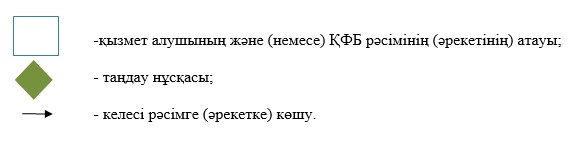 -қызмет алушының және (немесе) ҚФБ рәсімінің (әрекетінің) атауы;
- таңдау нұсқасы;
- келесі рәсімге (әрекетке) көшу.